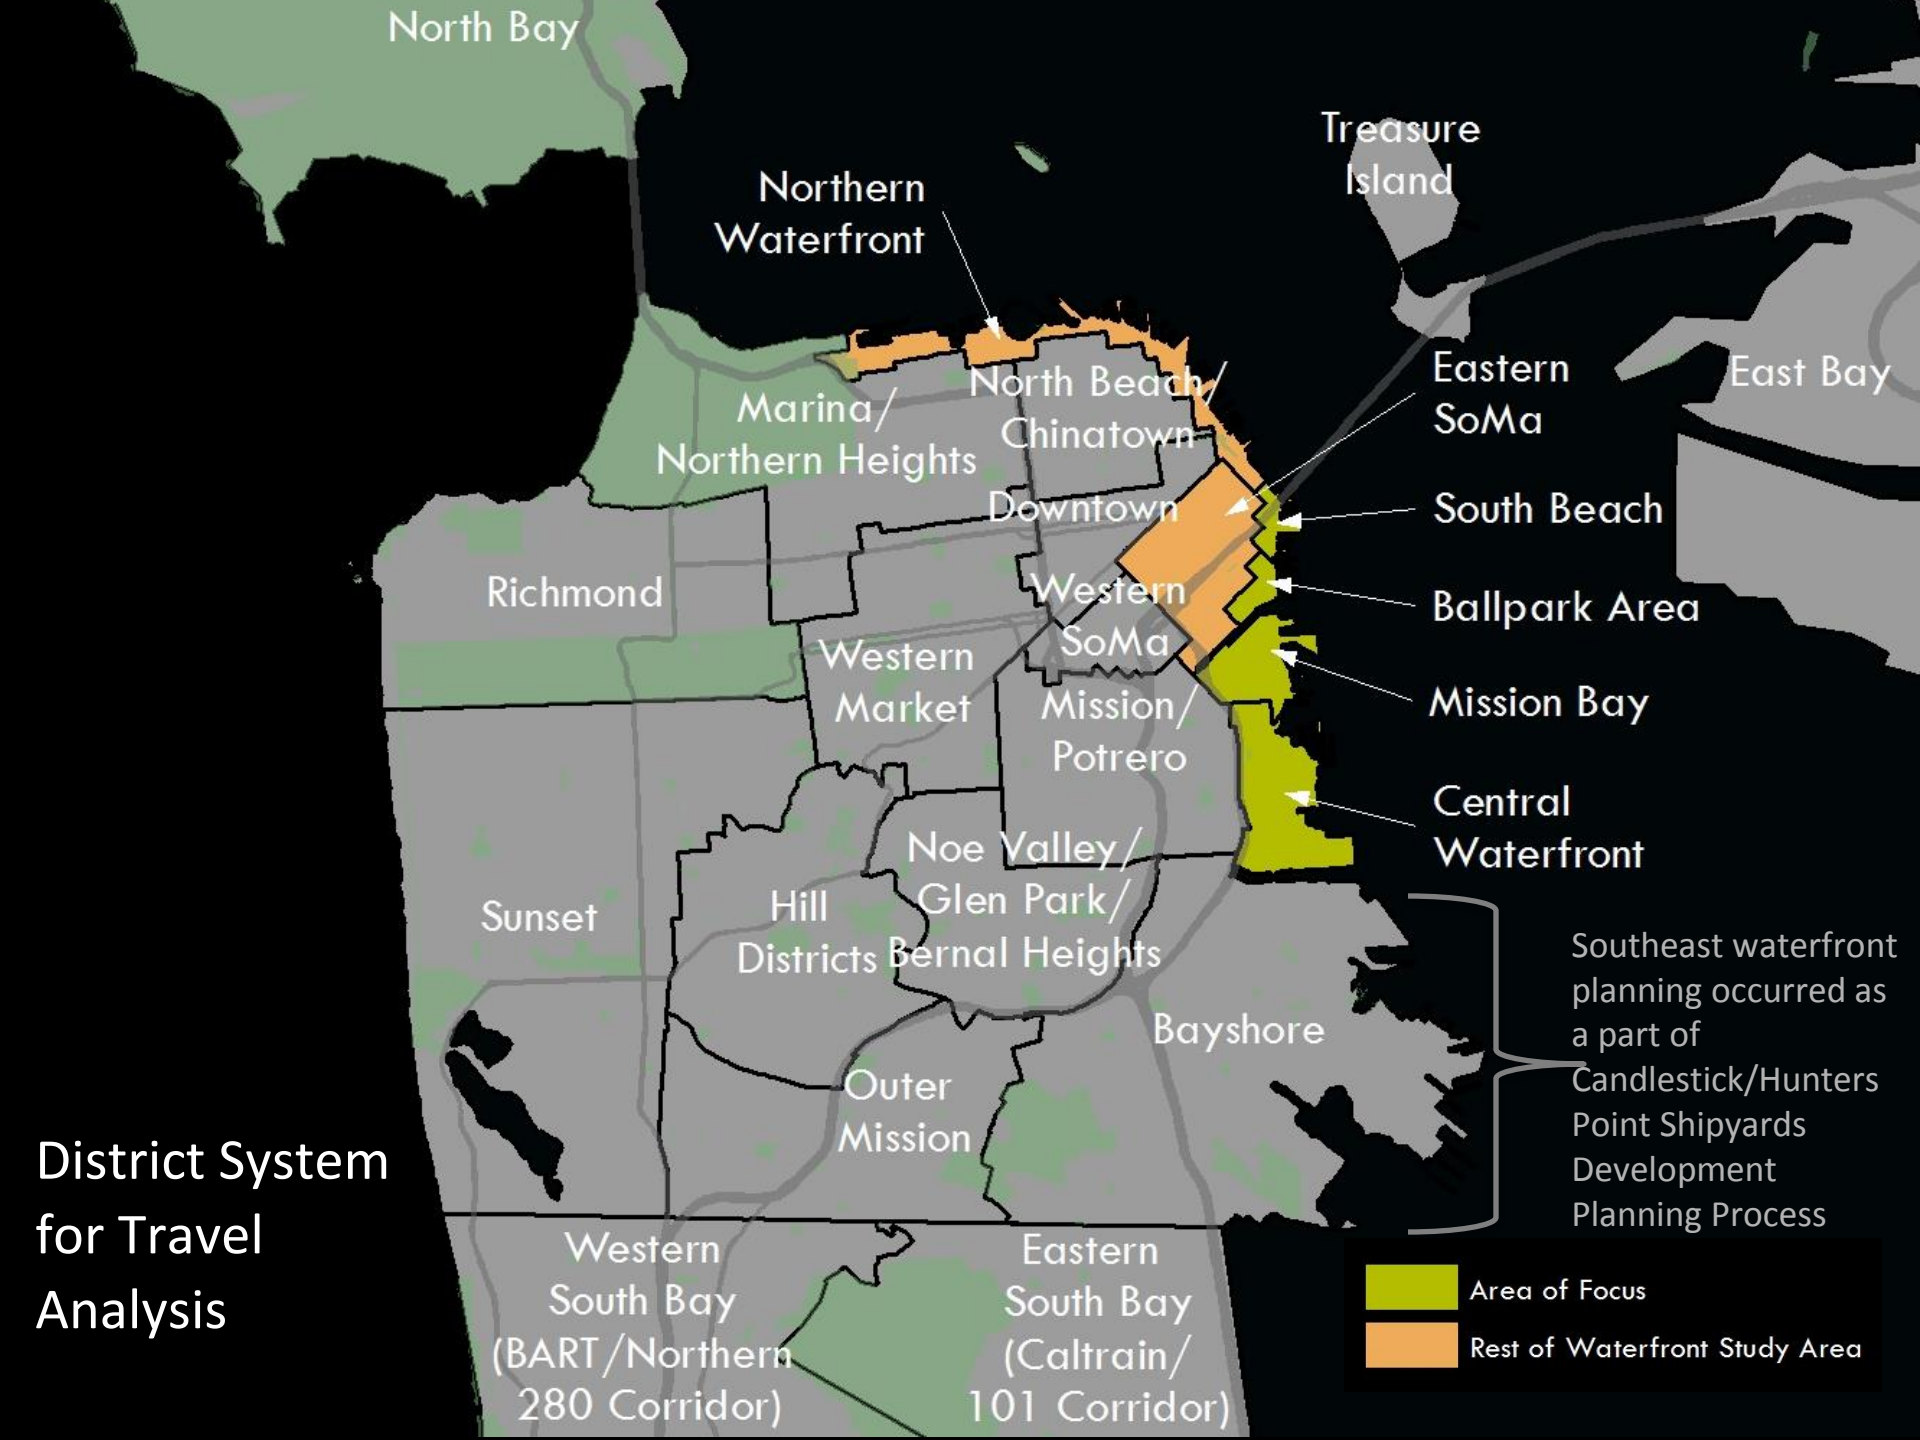 North Bay
Treasure
Island
Northern
Waterfront
Eastern
SoMa
East Bay
North Beach/
Chinatown
Marina/
Northern Heights
Downtown
South Beach
Richmond
Western
SoMa
Ballpark Area
Western
Market
Mission/
Potrero
Mission Bay
Central
Waterfront
Noe Valley/
Glen Park/
Bernal Heights
Hill
Districts
Sunset
Bayshore
Southeast waterfront
planning occurred as
a part of
Candlestick/Hunters
Point Shipyards
Development
Planning Process
Outer
Mission
District System
for Travel
Analysis
Western
South Bay
(BART/Northern
280 Corridor)
Eastern
South Bay
(Caltrain/
101 Corridor)
Area of Focus
Rest of Waterfront Study Area